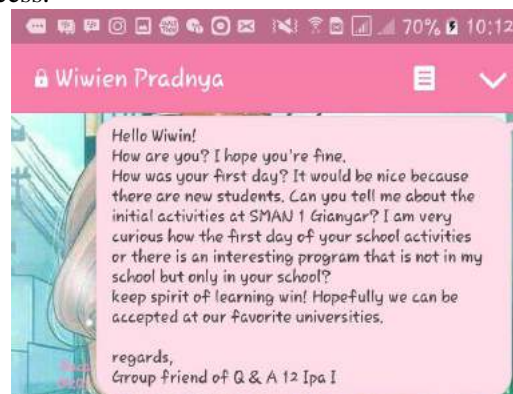 cess.
70% 10:12
Wiwien Pradnya
Hello Wiwin!
How are you? I hope you're fine.
How was your first day? It would be nice because
there are new students. Can you tell me about the
initial activities at SMAN 1 Gianyar? I am very
curious how the first day of your school activities
or there is an interesting program that is not in my
school but only in your school?
keep spirit of learning win! Hopefully we can be
accepted at our favorite universities.
regards,
Group friend of Q & A 12 Ipa I